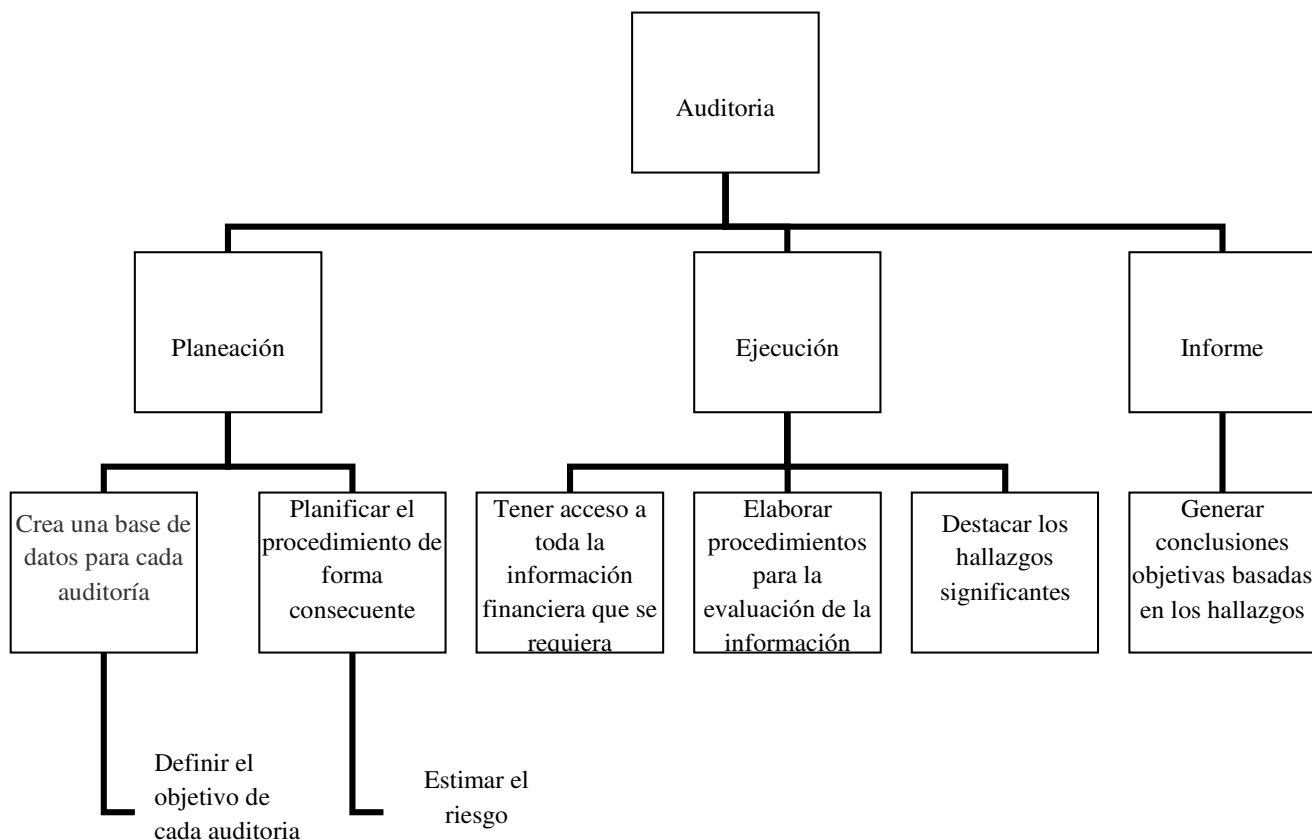 Auditoria
Planeación
Ejecución
Informe
Crea una base de
datos para cada
auditoría
Planificar el
procedimiento de
forma
consecuente
Tener acceso a
toda la
información
financiera que se
requiera
Elaborar
procedimientos
para la
evaluación de la
información
Destacar los
hallazgos
significantes
Generar
conclusiones
objetivas basadas
en los hallazgos
Definir el
objetivo de
cada auditoria
Estimar el
riesgo